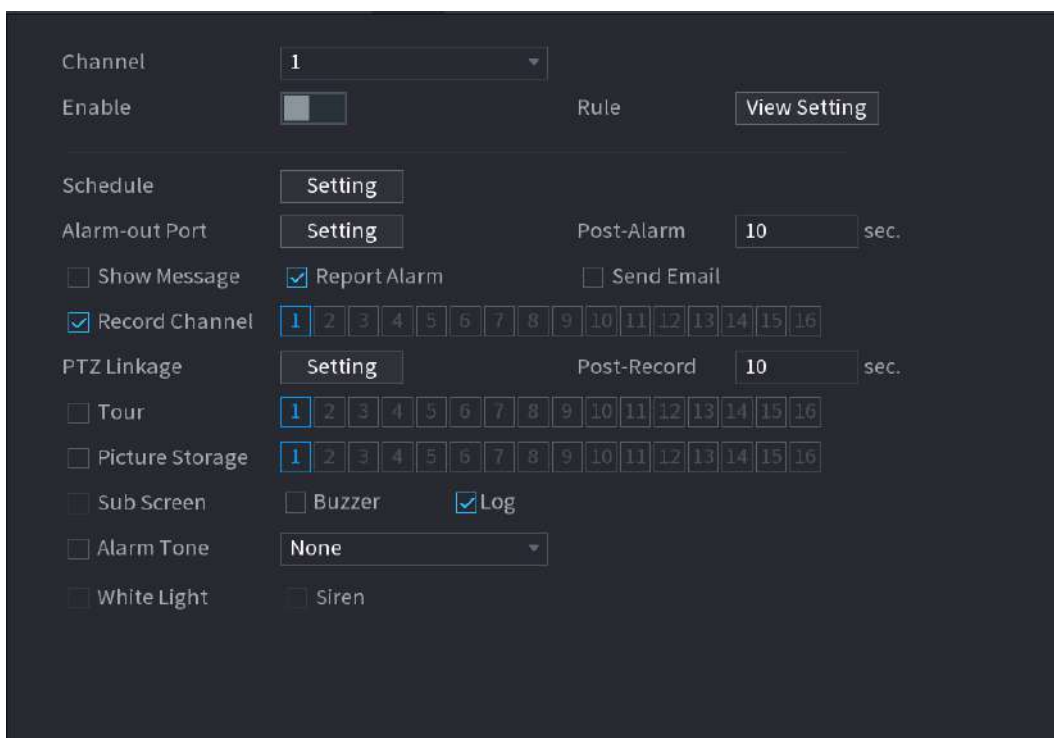 Channel 1
Enable Rule View Setting
Schedule Setting
Alarm-out Port Setting Post-Alarm 10 sec.
Show Message Report Alarm Send Email
Record Channel 1 2 3 4 5 6 7 8 9 10 11 12 13 14 15 16
PTZ Linkage Setting Post-Record 10 sec.
Tour 1 2 3 4 5 6 7 8 9 10 11 12 13 14 15 16
Picture Storage 1 2 3 4 5 6 7 8 9 10 11 12 13 14 15 16
Sub Screen Buzzer Log
Alarm Tone None
White Light Siren